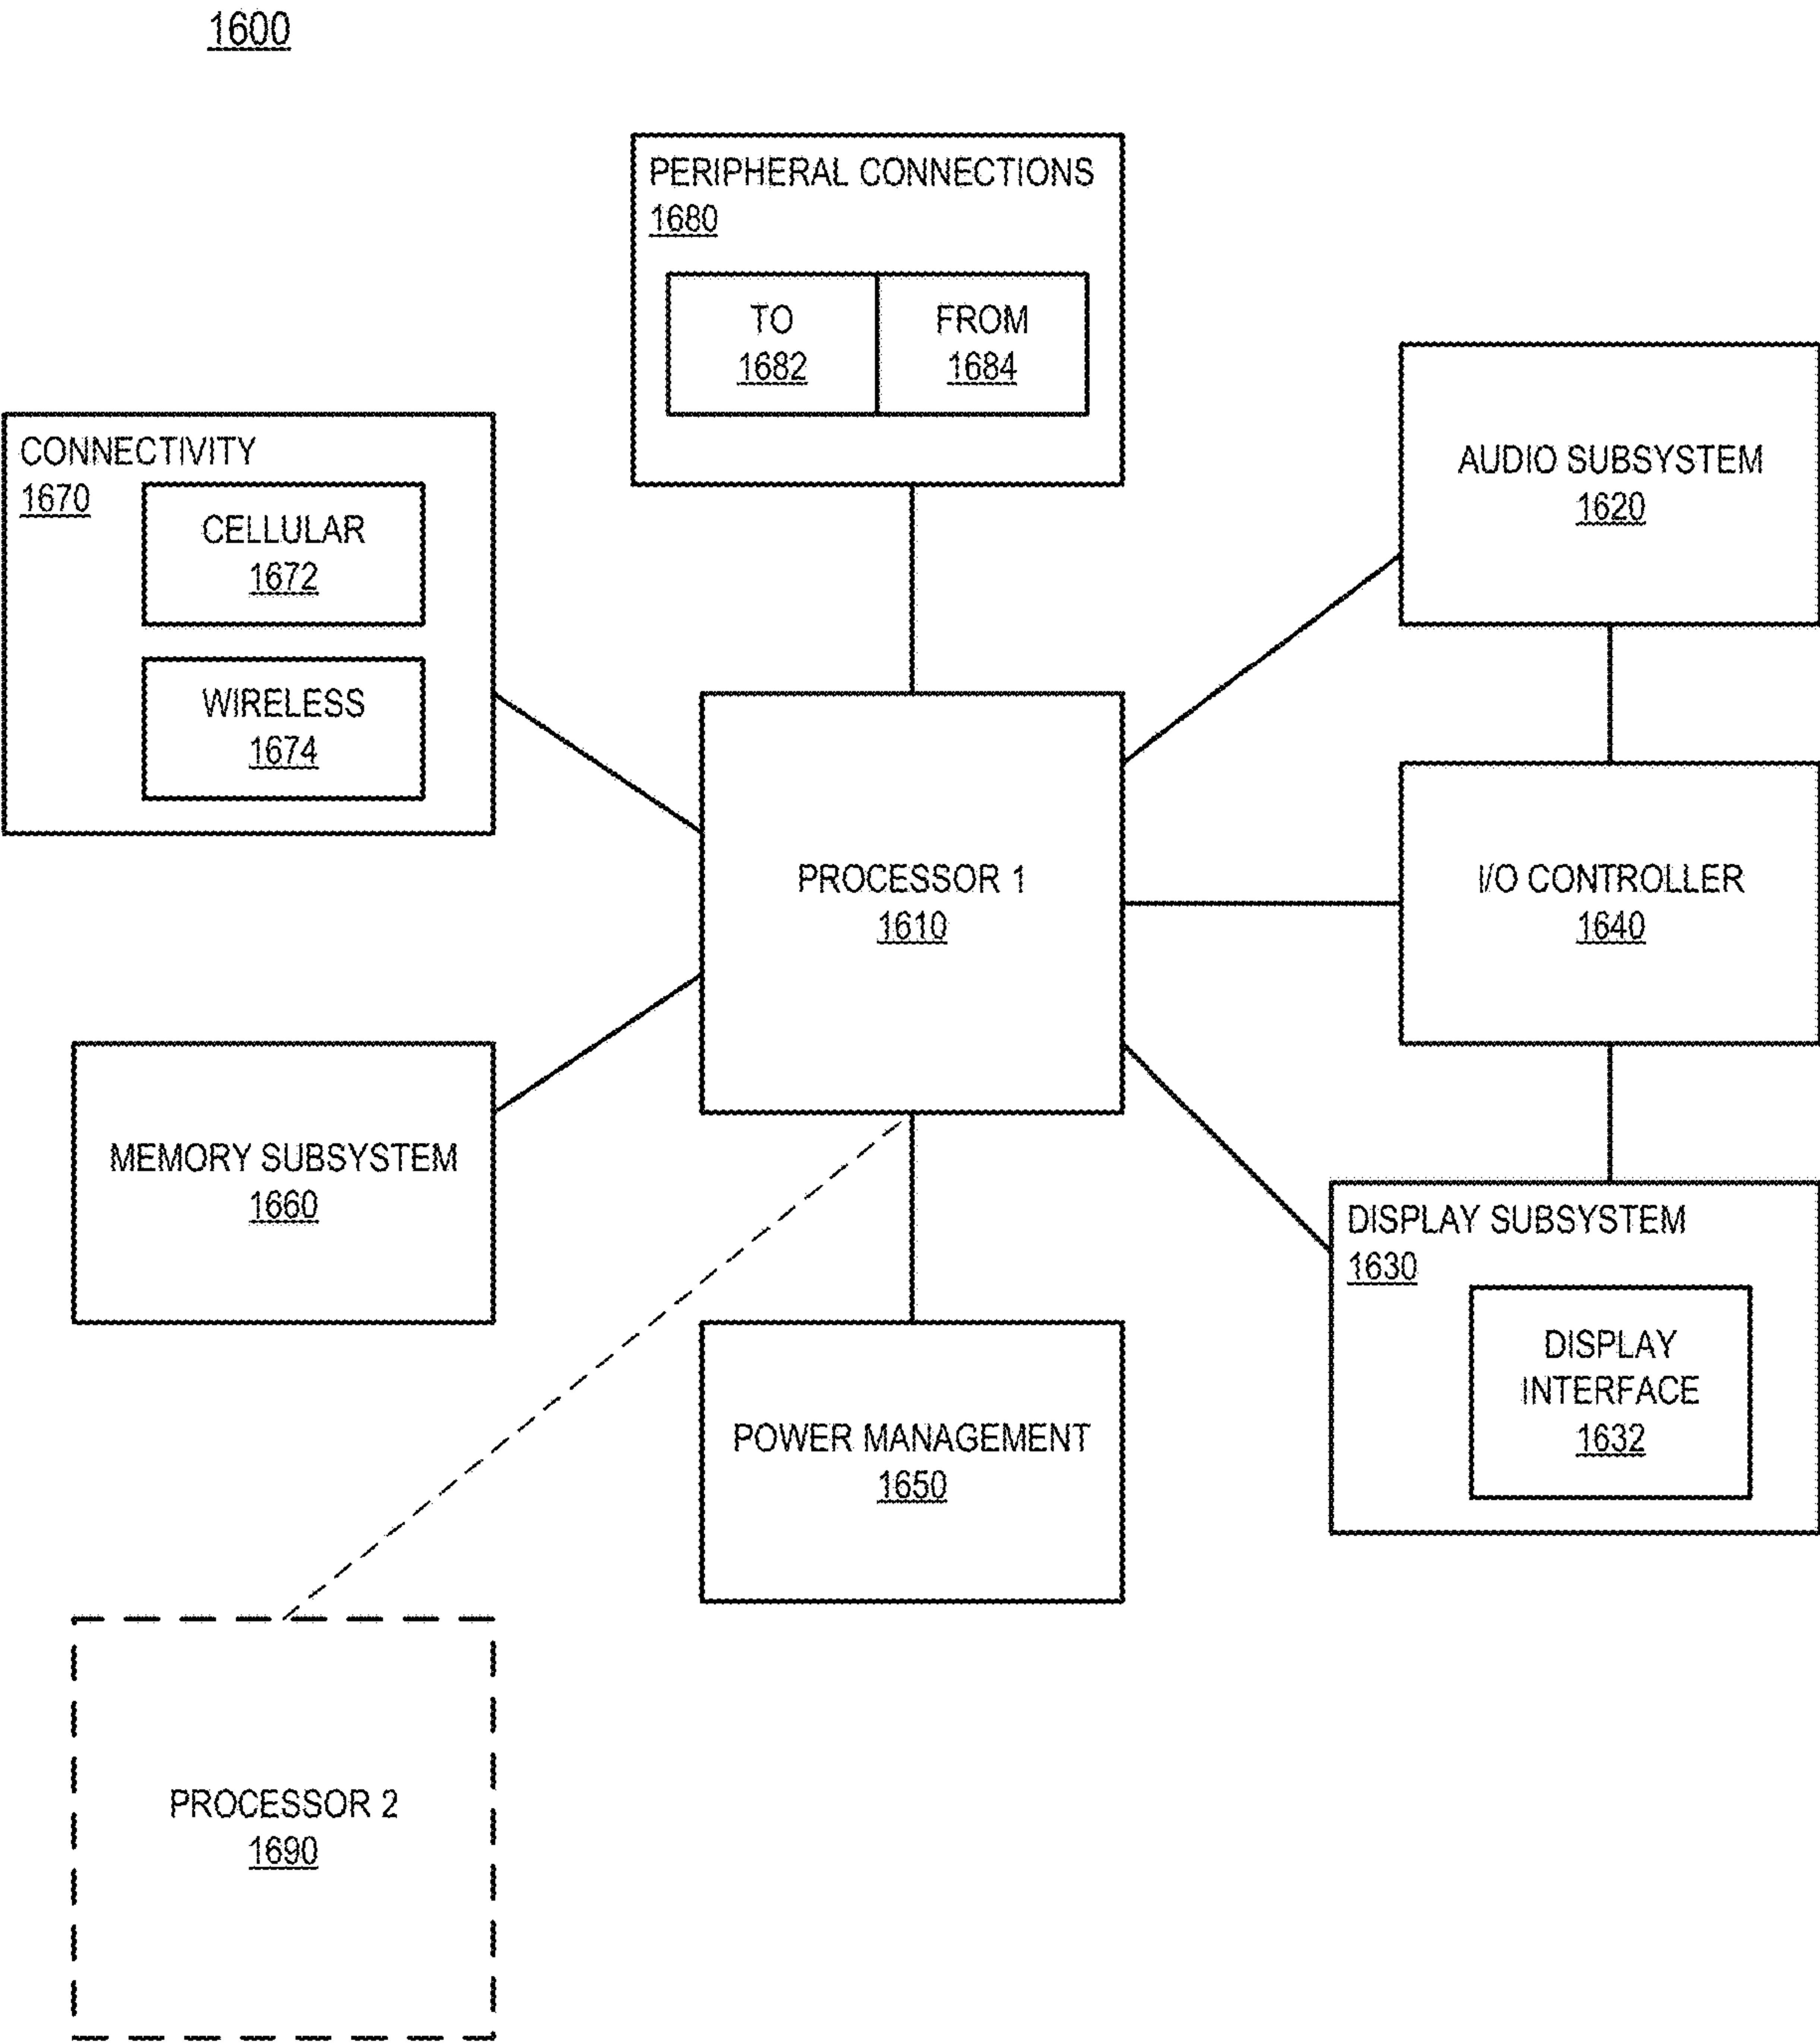 1600
PERIPHERAL CONNECTIONS
1680
TO
1682
FROM
1684
CONNECTIVITY
1670
CELLULAR
1672
WIRELESS
1674
AUDIO SUBSYSTEM
1620
PROCESSOR 1
1610
I/O CONTROLLER
1640
MEMORY SUBSYSTEM
1660
DISPLAY SUBSYSTEM
1630
DISPLAY
INTERFACE
1632
POWER MANAGEMENT
1650
PROCESSOR 2
1690